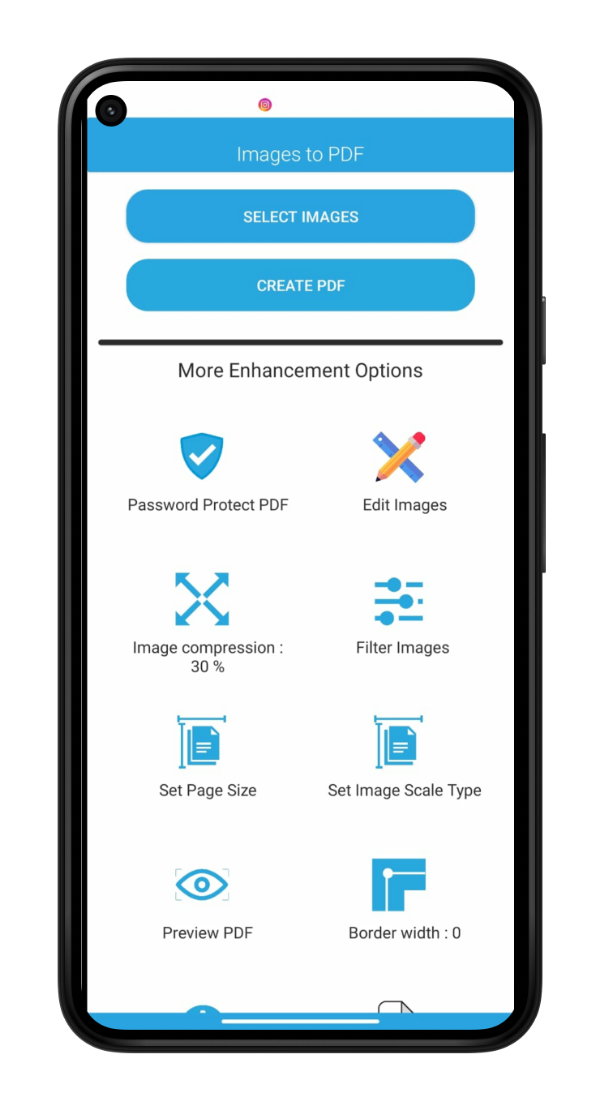 Images to PDF
SELECT IMAGES
CREATE PDF
More Enhancement Options
Password Protect PDF
Edit Images
Image compression :
30 %
Filter Images
Set Page Size
Set Image Scale Type
Preview PDF
Border width : 0